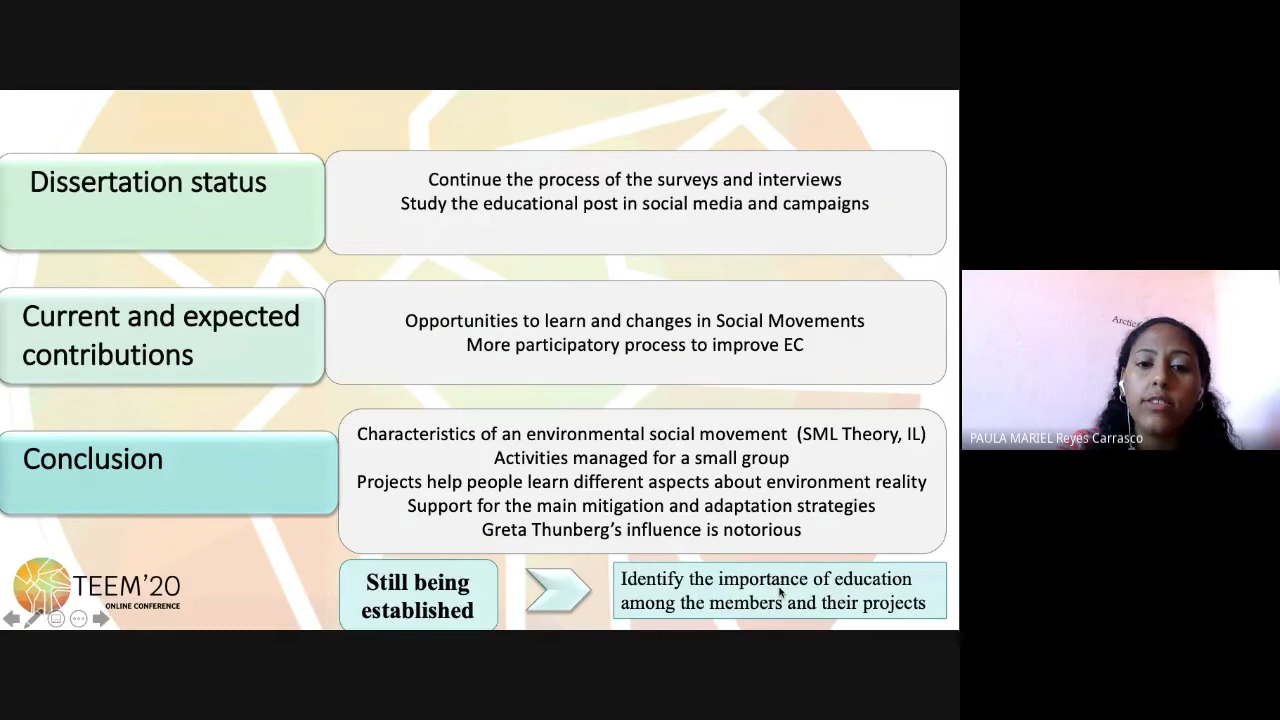 Dissertation status
Continue the process of the surveys and interviews
Study the educational post in social media and campaigns
Current and expected
contributions
Opportunities to learn and changes in Social Movements
More participatory process to improve EC
Conclusion
Characteristics of an environmental social movement (SML Theory, IL)
Activities managed for a small group
Projects help people learn different aspects about environment reality
Support for the main mitigation and adaptation strategies
Greta Thunberg's influence is notorious
TEEM'20
ONLINE CONFERENCE
Still being
established
Identify the importance of education
among the members and their projects
PAULA MARIEL Reyes Carrasco